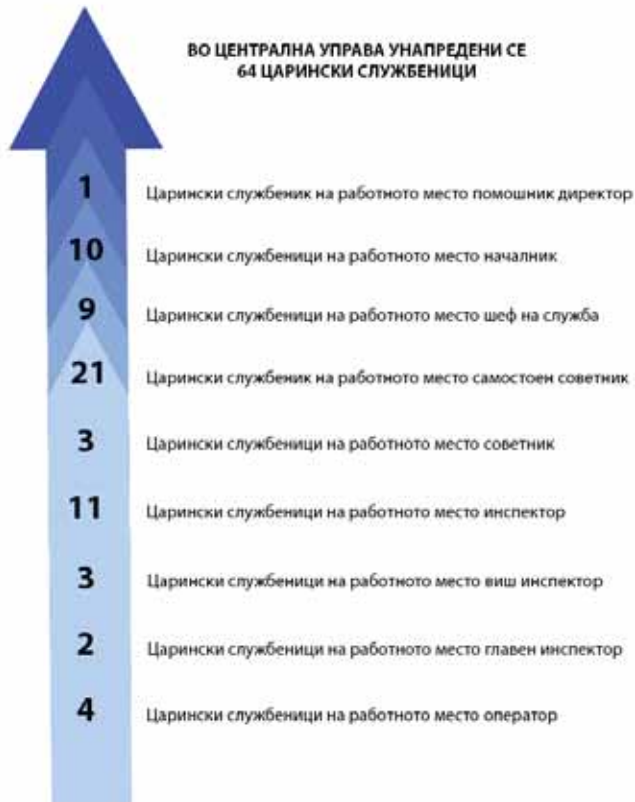 ВО ЦЕНТРАЛНА УПРАВА УНАПРЕДЕНИ СЕ
64 ЦАРИНСКИ СЛУЖБЕНИЦИ
1 Царински службеник на работното место помошник директор
10 Царински службеници на работното место началник
9 Царински службеници на работното место шеф на служба
21 Царински службеник на работното место самостоен советник
3 Царински службеници на работното место советник
11 Царински службеници на работното место инспектор
3 Царински службеници на работното место виш инспектор
2 Царински службеници на работното место главен инспектор
4 Царински службеници на работното место оператор